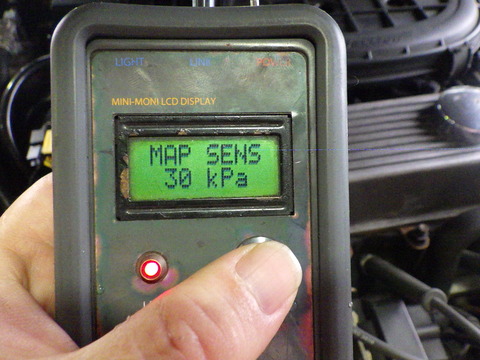 LIGHT LINK POWER
MINI-MONI LCD DISPLAY
MAP SENS
30 kPa